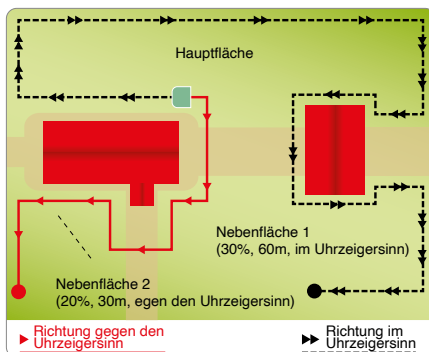 Hauptfläche
Nebenfläche 1
(30%, 60m, im Uhrzeigersinn)
Nebenfläche 2
(20%, 30m, egen den Uhrzeigersinn)
Richtung gegen den
Uhrzeigersinn
Richtung im
Uhrzeigersinn